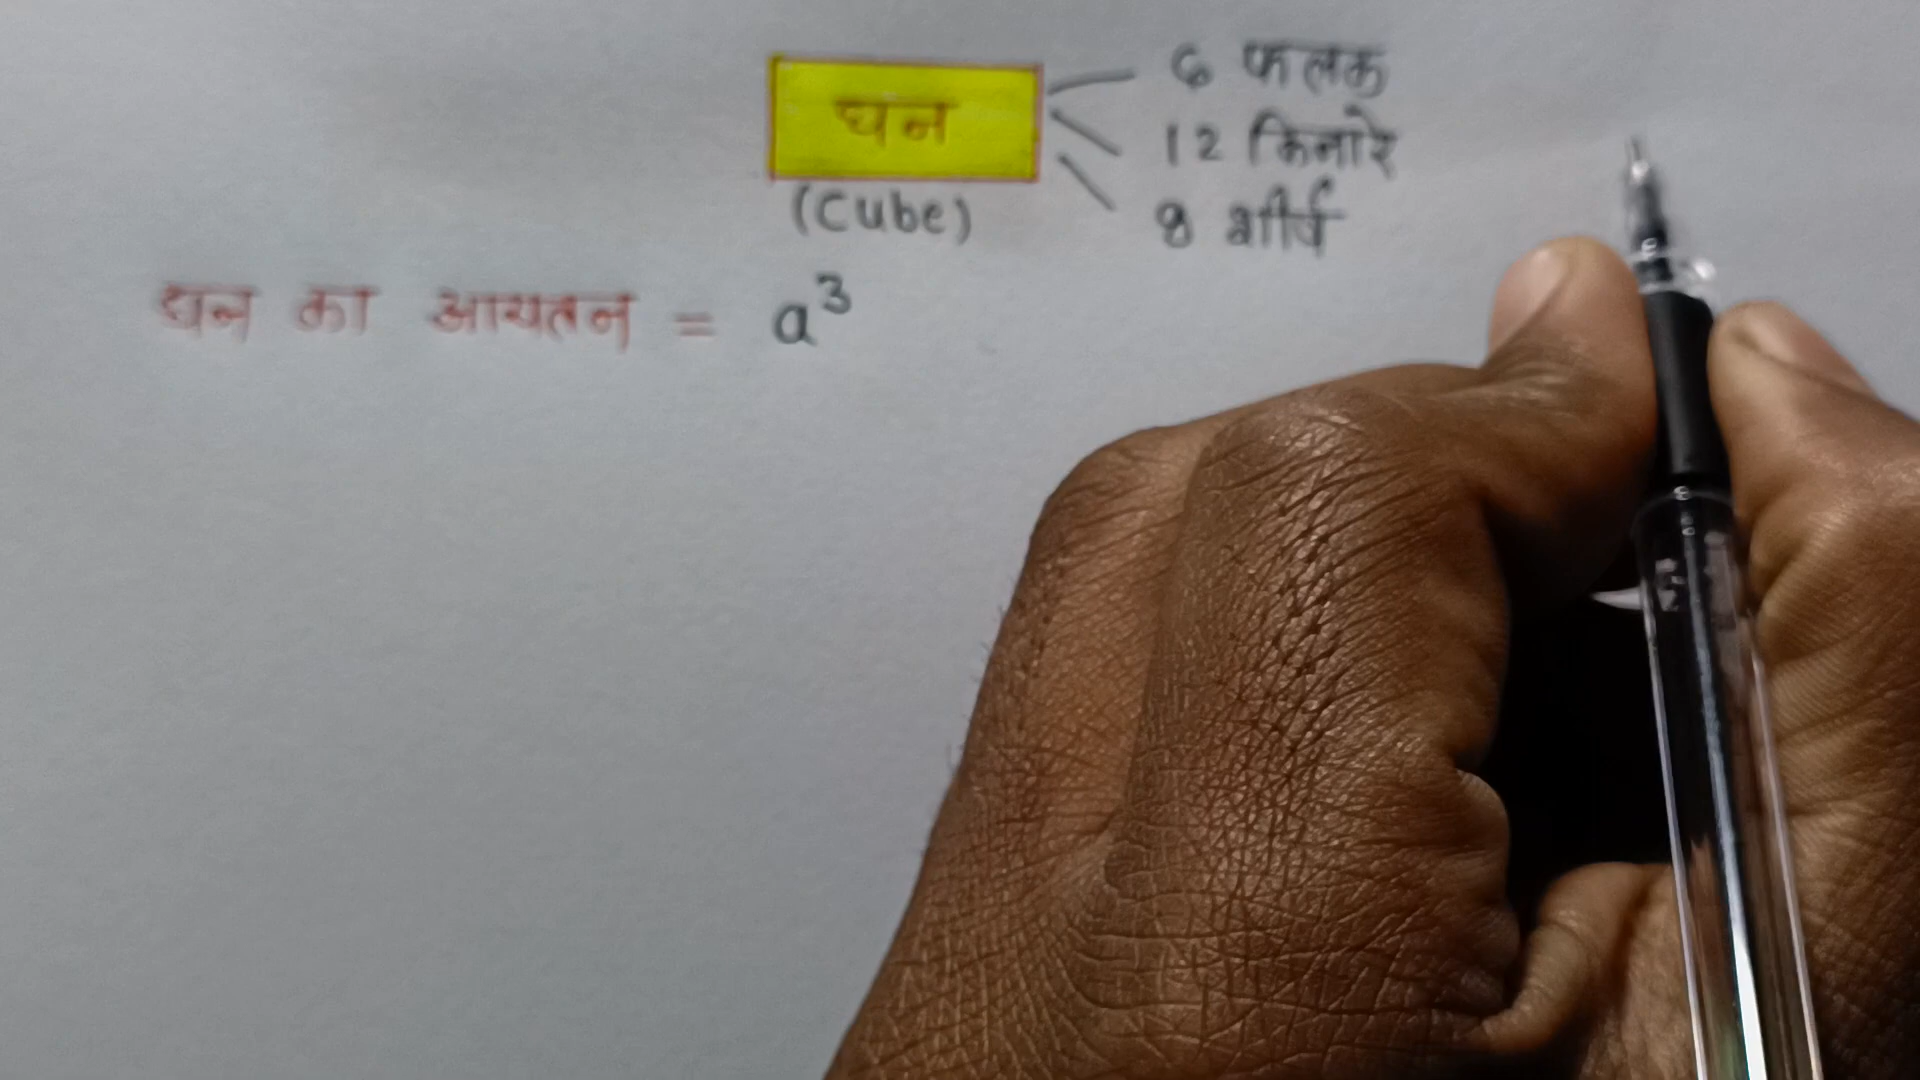 घन
(Cube)
6 फलक
12 किनारे
8 शीर्ष
घन का आयतन = a³